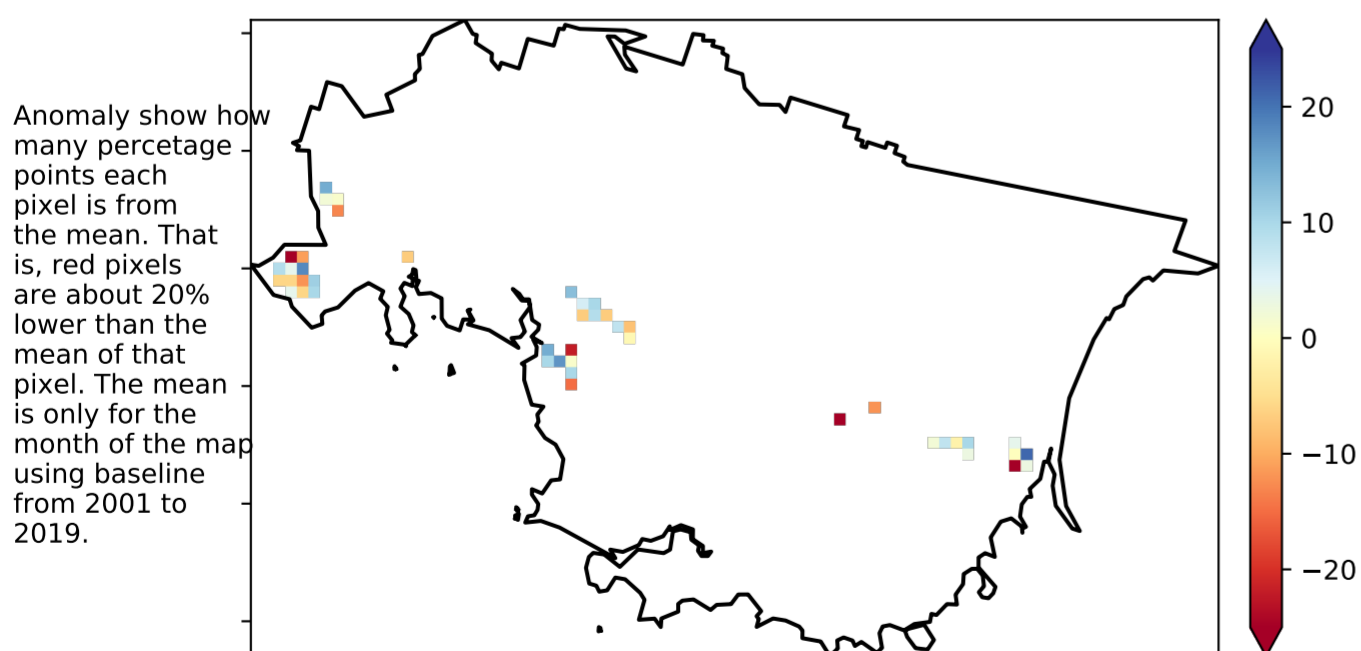 Anomaly show how
many percetage
points each
pixel is from
the mean. That
is, red pixels
are about 20%
lower than the
mean of that
pixel. The mean
is only for the
month of the map
using baseline
from 2001 to
2019.
20
10
0
−10
−20